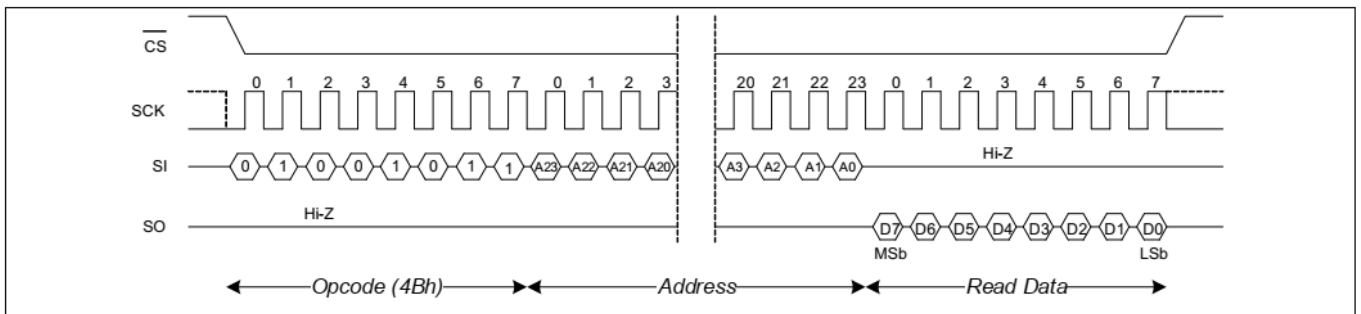 CS
0 1 2 3 4 5 6 7 0 1 2 3 20 21 22 23 0 1 2 3 4 5 6 7
SCK
Hi-Z
SI 0 1 0 0 1 0 1 1 A23 A22 A21 A20 A3 A2 A1 A0
Hi-Z
SO D7 D6 D5 D4 D3 D2 D1 D0
MSb LSb
Opcode (4Bh) Address Read Data